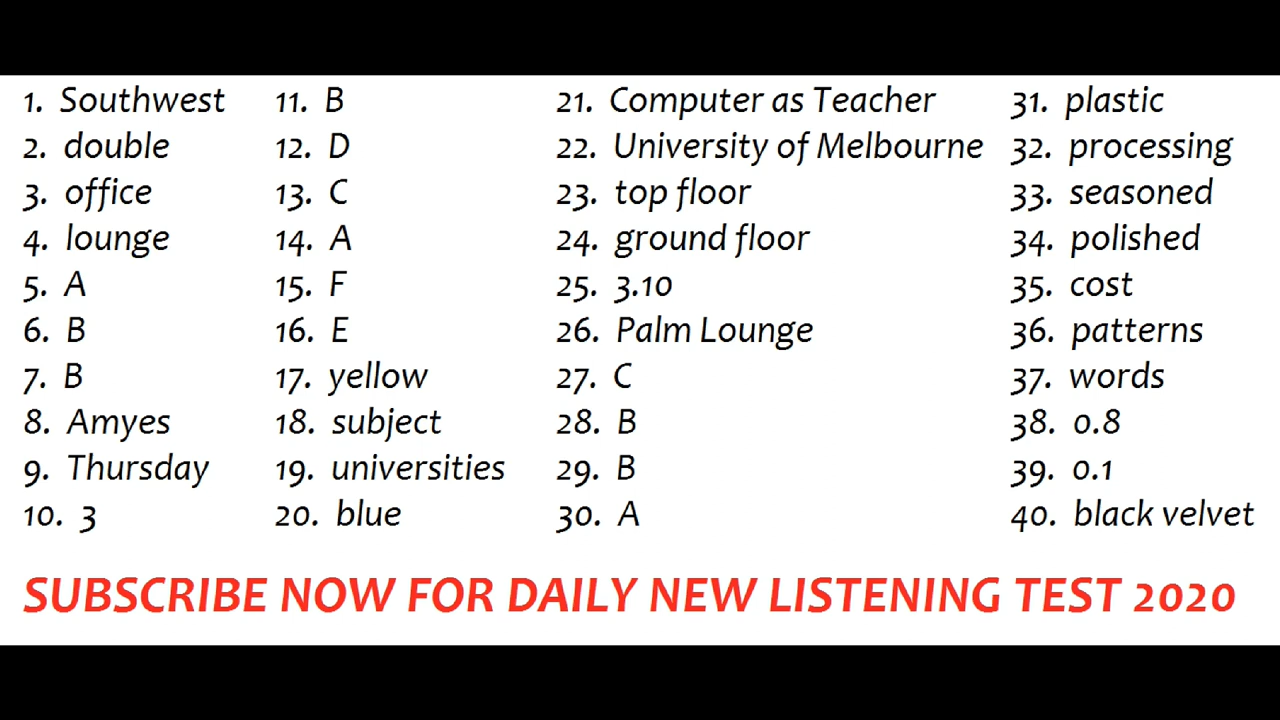 1. Southwest
2. double
3. office
4. lounge
5. A
6. B
7. B
8. Amyes
9. Thursday
10. 3
11. B
12. D
13. C
14. A
15. F
16. E
17. yellow
18. subject
19. universities
20. blue
21. Computer as Teacher
22. University of Melbourne
23. top floor
24. ground floor
25. 3.10
26. Palm Lounge
27. C
28. B
29. B
30. A
31. plastic
32. processing
33. seasoned
34. polished
35. cost
36. patterns
37. words
38. 0.8
39. 0.1
40. black velvet
SUBSCRIBE NOW FOR DAILY NEW LISTENING TEST 2020